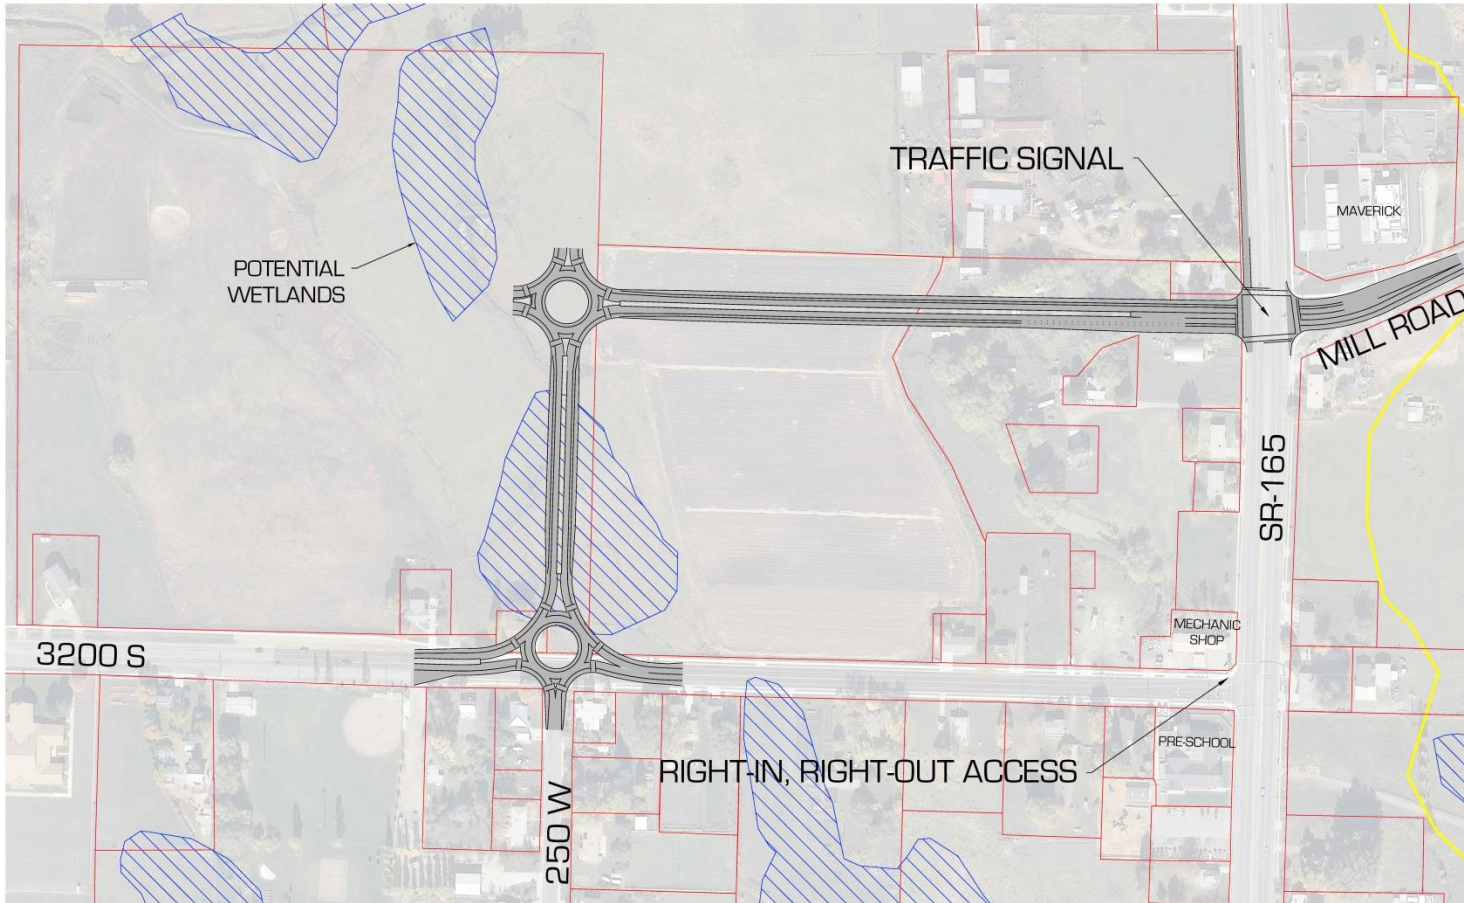 TRAFFIC SIGNAL
MAVERICK
POTENTIAL
WETLANDS
MILL ROAD
SR-165
MECHANIC
SHOP
3200 S
PRE-SCHOOL
RIGHT-IN, RIGHT-OUT ACCESS
250 W